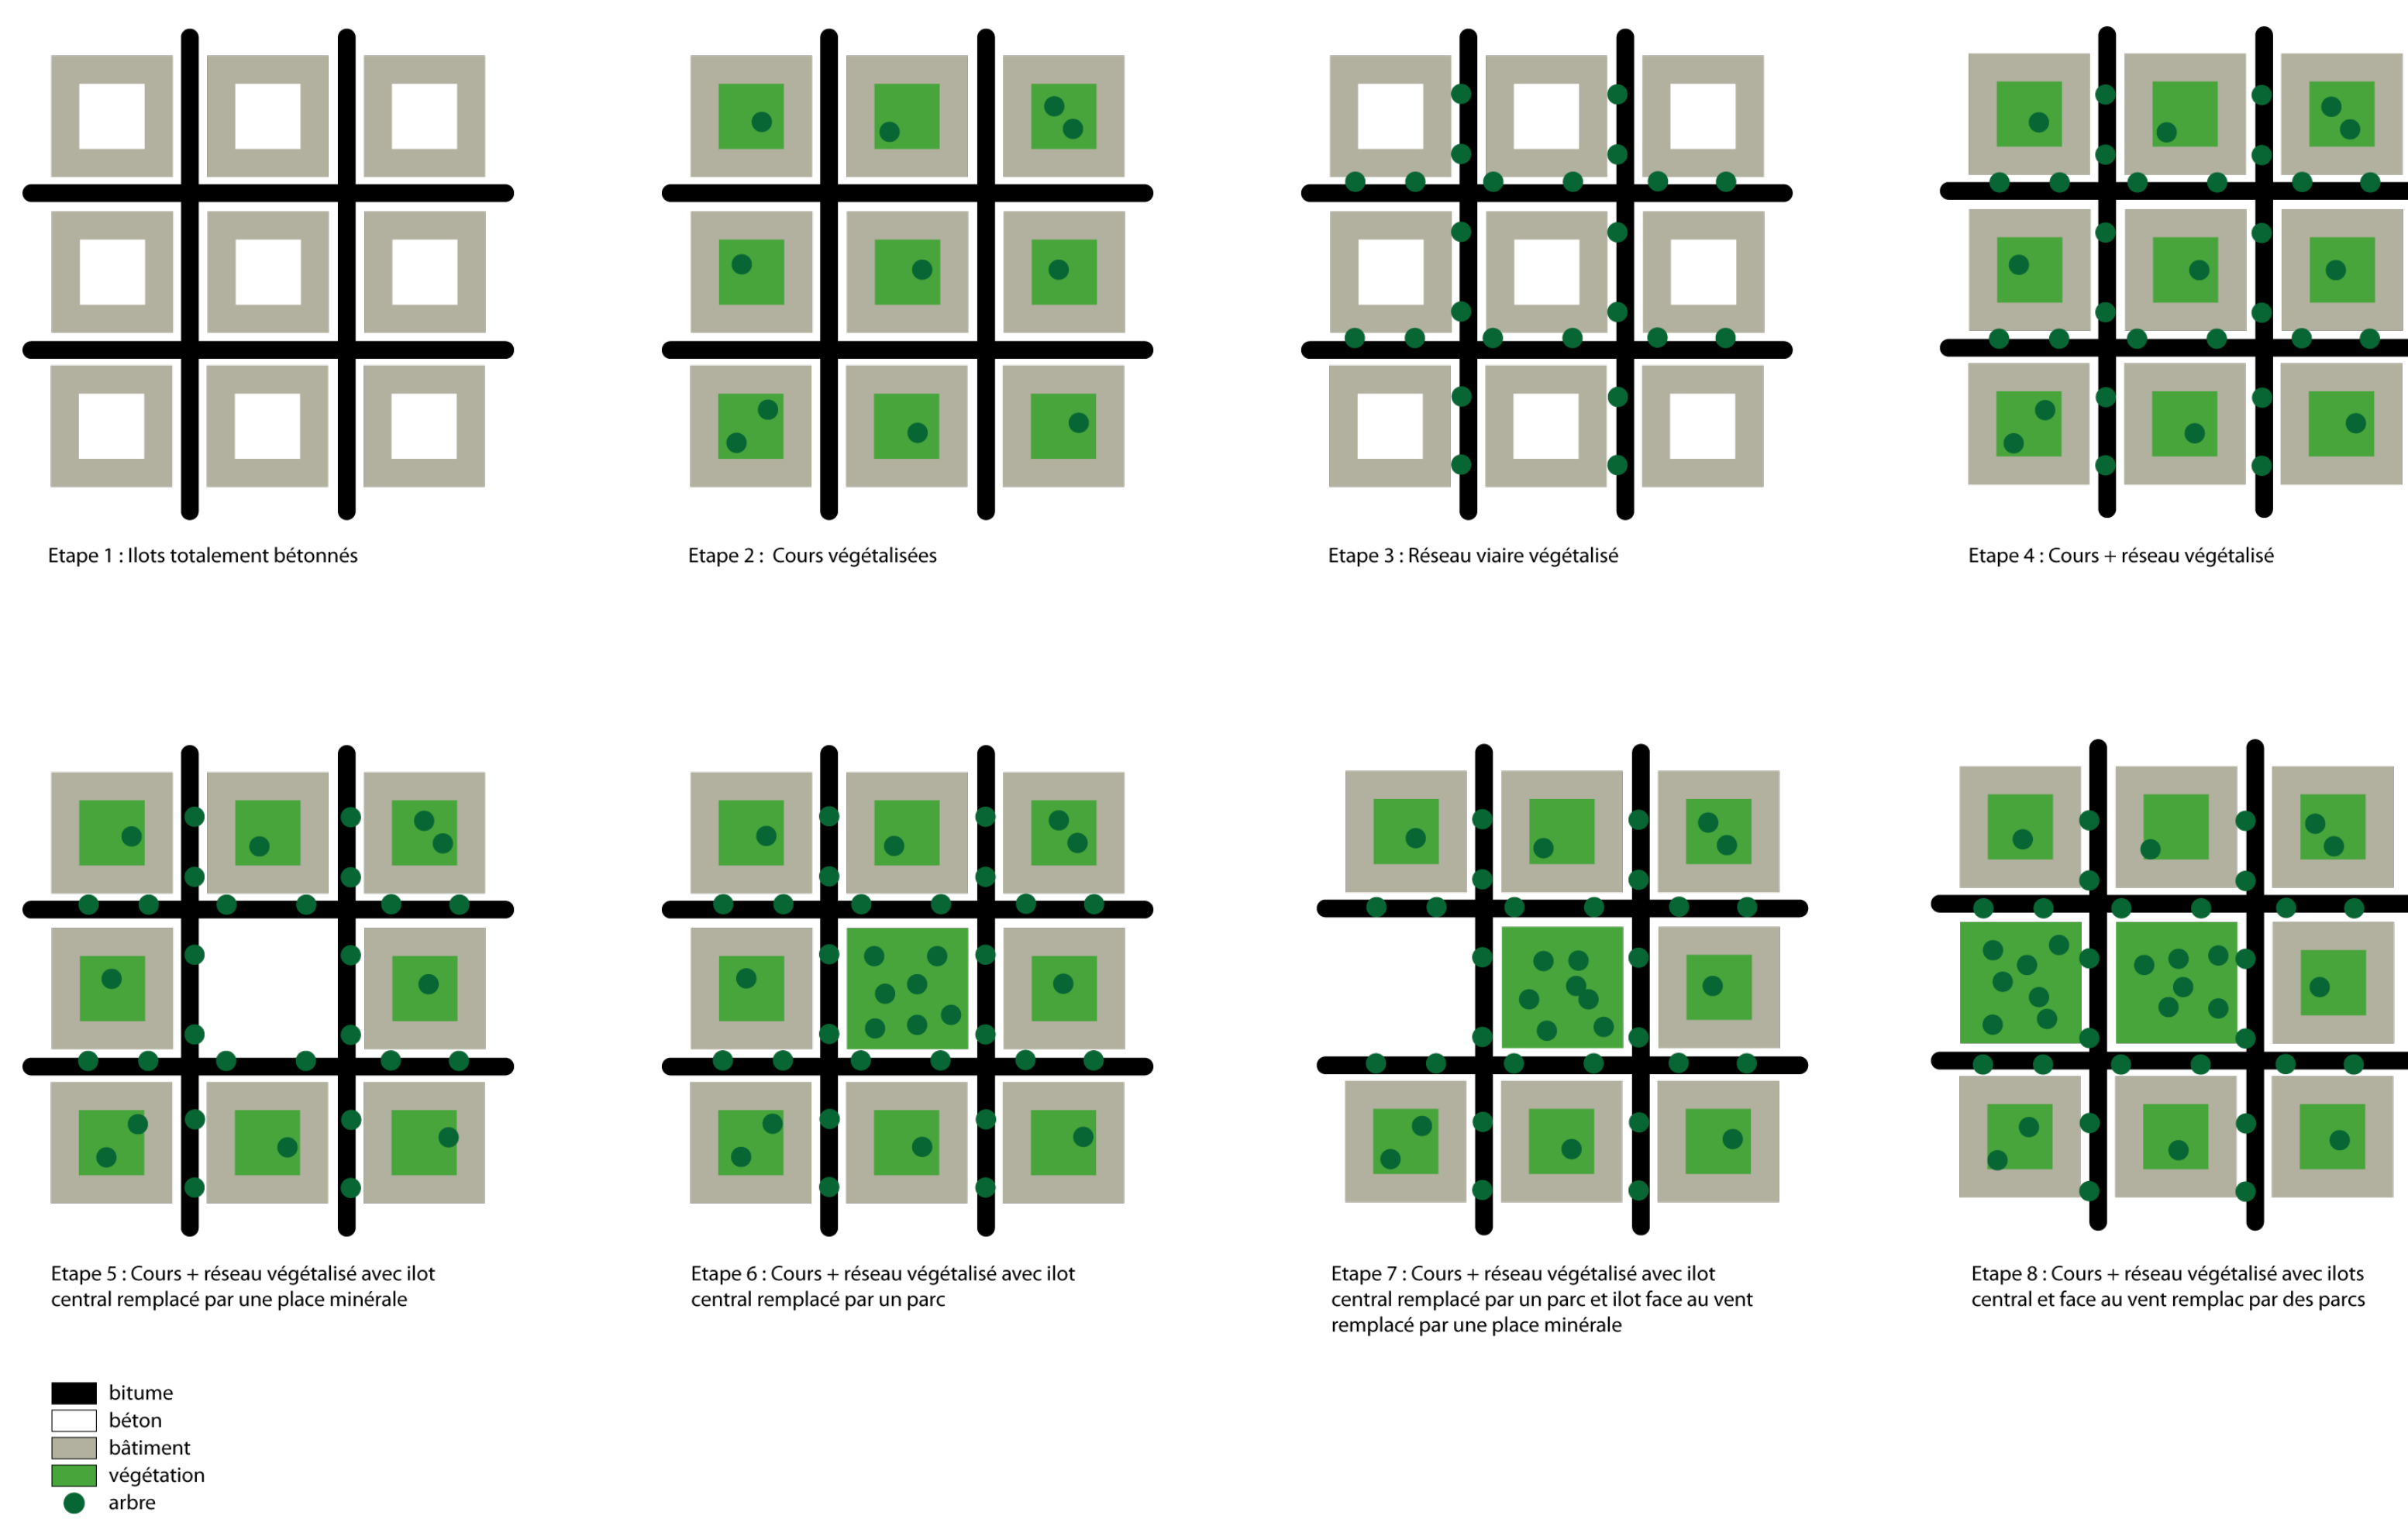 Etape 1 : Ilots totalement bétonnés
Etape 2 :  Cours végétalisées
Etape 3 : Réseau viaire végétalisé
Etape 4 : Cours + réseau végétalisé
Etape 5 : Cours + réseau végétalisé avec ilot
central remplacé par une place minérale
Etape 6 : Cours + réseau végétalisé avec ilot
central remplacé par un parc
Etape 7 : Cours + réseau végétalisé avec ilot
central remplacé par un parc et ilot face au vent
remplacé par une place minérale
Etape 8 : Cours + réseau végétalisé avec ilots
central et face au vent remplac par des parcs
bitume
béton
bâtiment
végétation
arbre